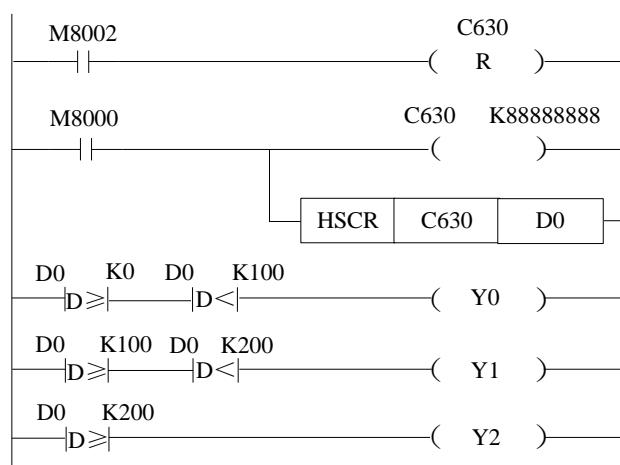 M8002 C630
( R )
M8000 C630 K88888888
( )
HSCR C630 D0
D0 K0 D0 K100
D≥ D< ( Y0 )
D0 K100 D0 K200
D≥ D< ( Y1 )
D0 K200
D≥ ( Y2 )